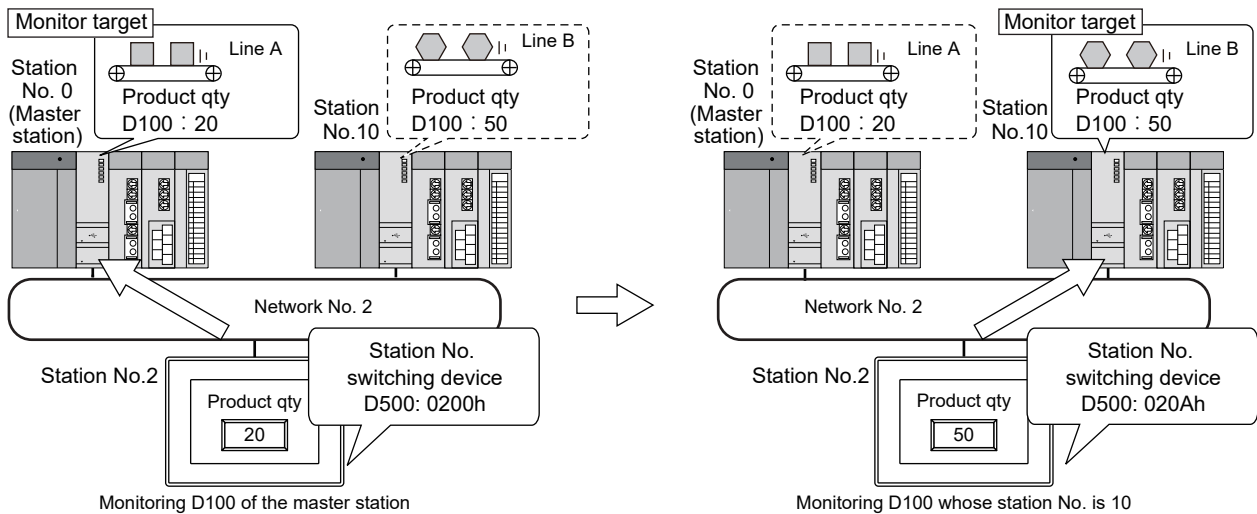 Monitor target
Line A
Station
No. 0
(Master
station)
Product qty
D100 : 20
Line B
Station
No.10
Product qty
D100 : 50
Network No. 2
Station No.2
Product qty
20
Station No.
switching device
D500: 0200h
Monitoring D100 of the master station
Station
No. 0
(Master
station)
Line A
Product qty
D100 : 20
Monitor target
Line B
Station
No.10
Product qty
D100 : 50
Network No. 2
Station No.2
Product qty
50
Station No.
switching device
D500: 020Ah
Monitoring D100 whose station No. is 10